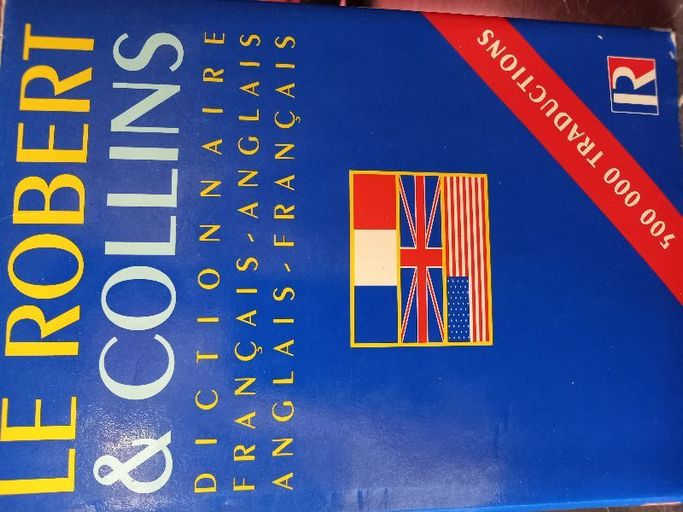 LE ROBERT
& COLLINS
DICTIONNAIRE
FRANÇAIS-ANGLAIS
ANGLAIS-FRANÇAIS
500 000 TRADUCTIONS
R